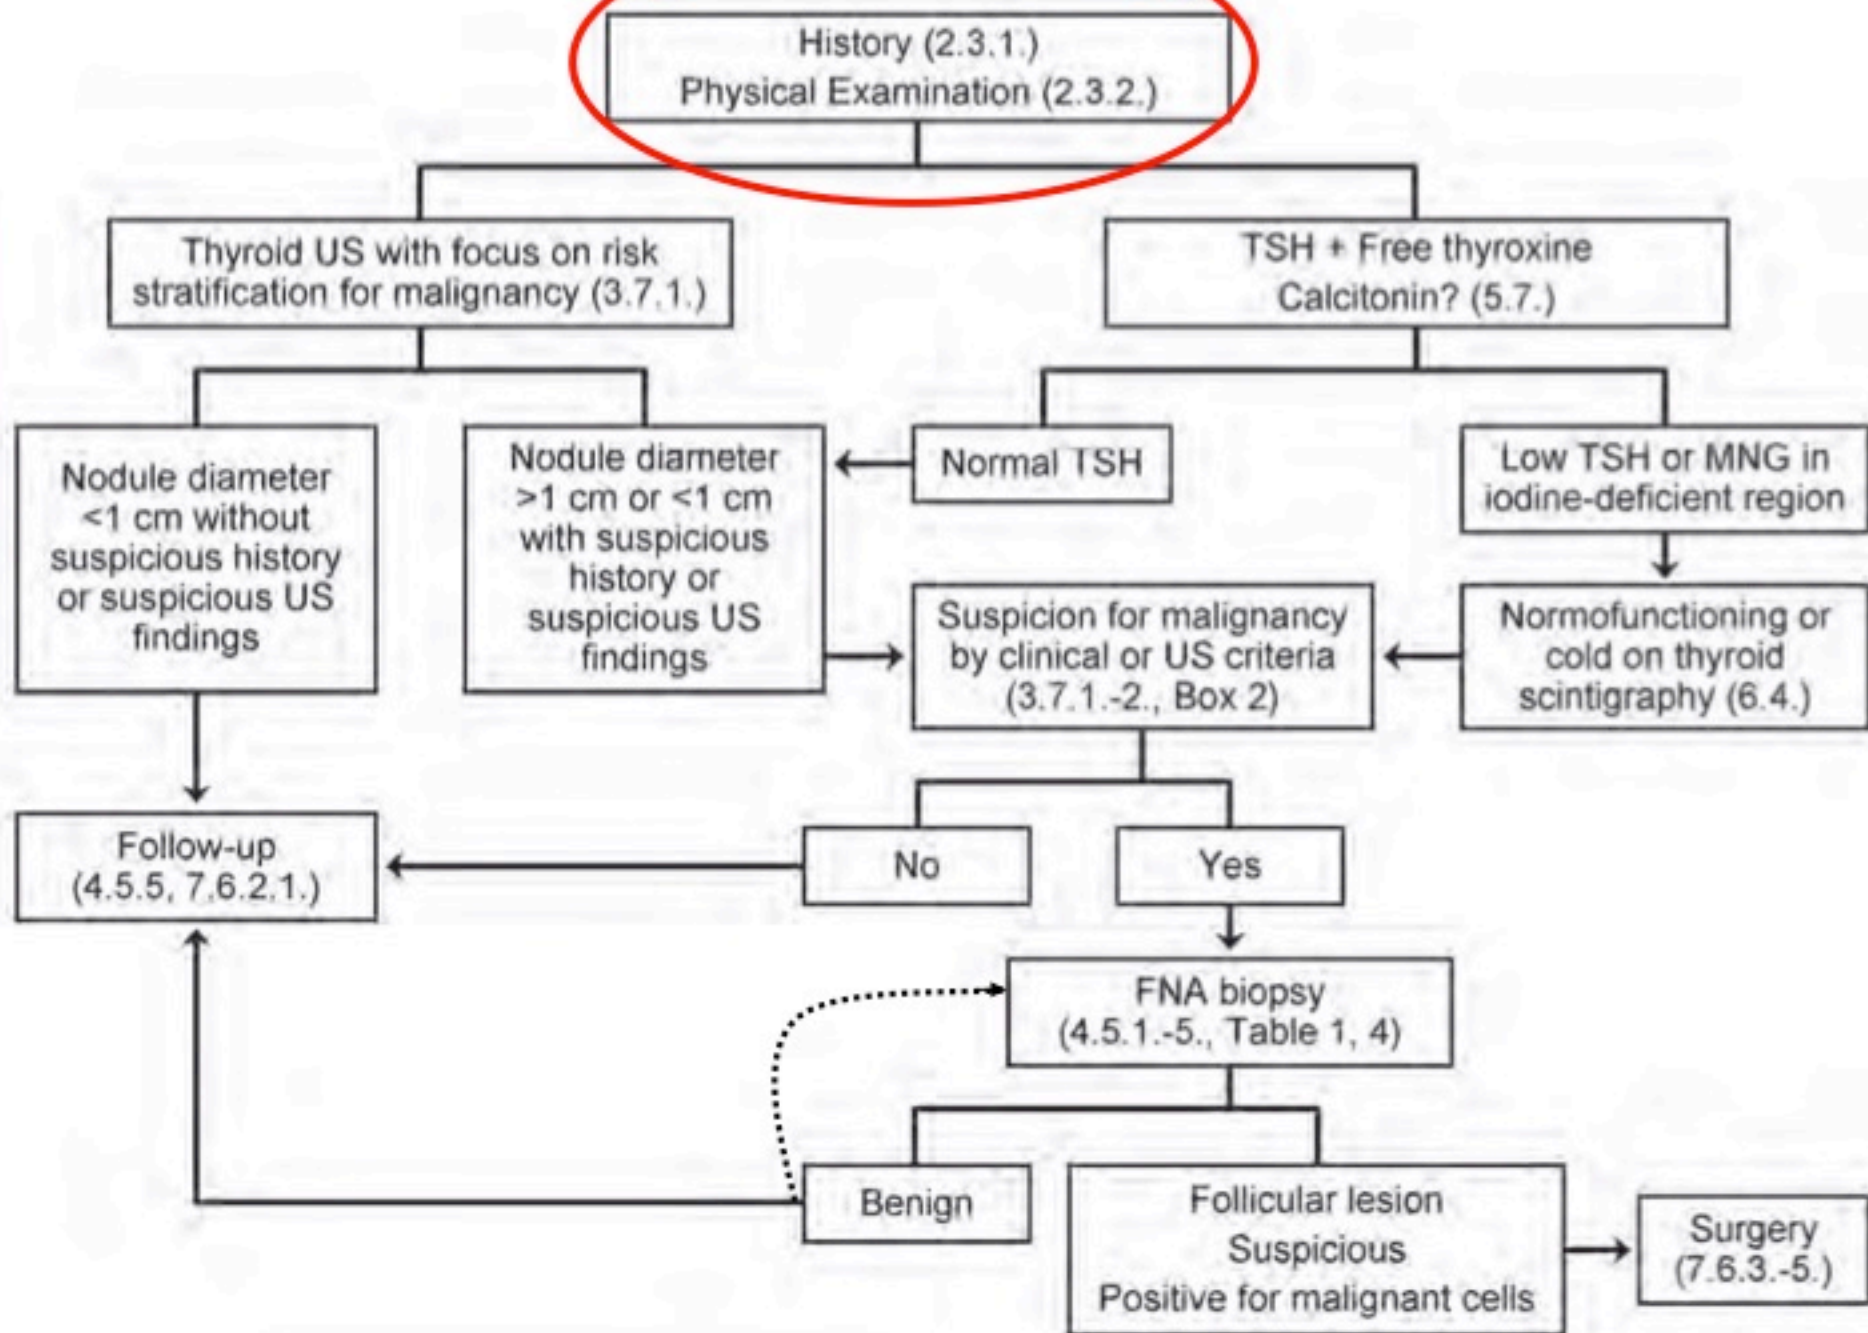 History (2.3.1.)
Physical Examination (2.3.2.)
Thyroid US with focus on risk
stratification for malignancy (3.7.1.)
TSH + Free thyroxine
Calcitonin? (5.7.)
Nodule diameter
<1 cm without
suspicious history
or suspicious US
findings
Nodule diameter
>1 cm or <1 cm
with suspicious
history or
suspicious US
findings
Normal TSH
Low TSH or MNG in
iodine-deficient region
Suspicion for malignancy
by clinical or US criteria
(3.7.1.-2., Box 2)
Normofunctioning or
cold on thyroid
scintigraphy (6.4.)
Follow-up
(4.5.5, 7.6.2.1.)
No
Yes
FNA biopsy
(4.5.1.-5., Table 1, 4)
Benign
Follicular lesion
Suspicious
Positive for malignant cells
Surgery
(7.6.3.-5.)